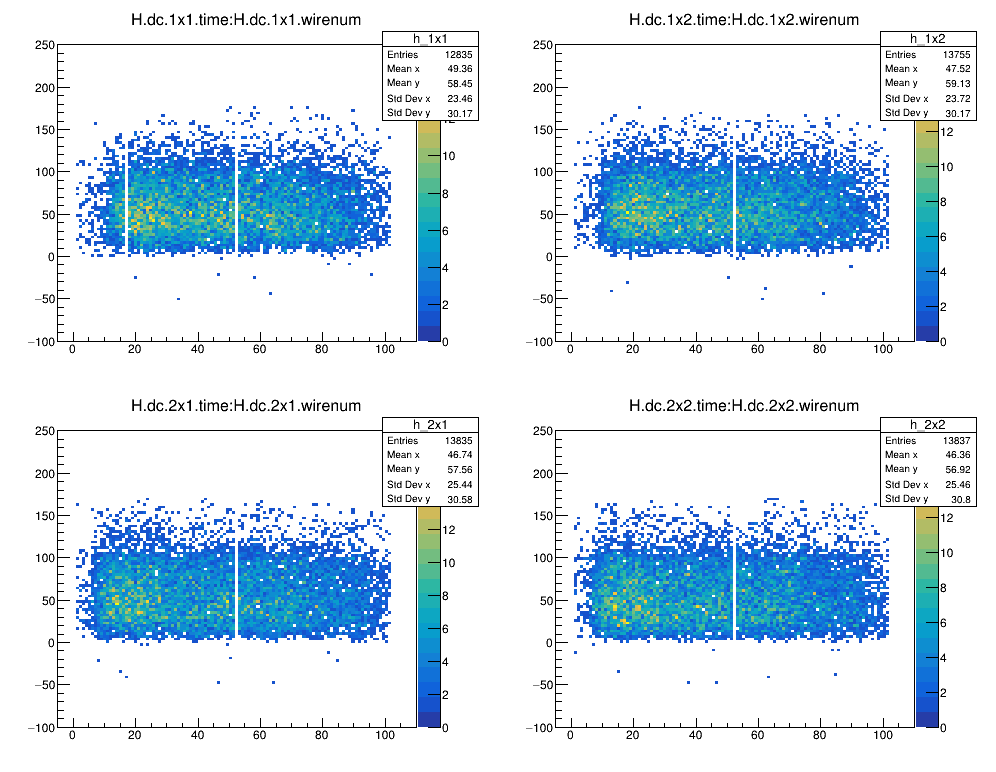 H.dc.1x1.time:H.dc.1x1.wirenum
h_1x1
Entries 12835
Mean x 49.36
Mean y 58.45
Std Dev x 23.46
Std Dev y 30.17
250
200
150
100
50
0
−50
−100
0 20 40 60 80 100
12
10
8
6
4
2
0
H.dc.1x2.time:H.dc.1x2.wirenum
h_1x2
Entries 13755
Mean x 47.52
Mean y 59.13
Std Dev x 23.72
Std Dev y 30.17
250
200
150
100
50
0
−50
−100
0 20 40 60 80 100
12
10
8
6
4
2
0
H.dc.2x1.time:H.dc.2x1.wirenum
h_2x1
Entries 13835
Mean x 46.74
Mean y 57.56
Std Dev x 25.44
Std Dev y 30.58
250
200
150
100
50
0
−50
−100
0 20 40 60 80 100
12
10
8
6
4
2
0
H.dc.2x2.time:H.dc.2x2.wirenum
h_2x2
Entries 13837
Mean x 46.36
Mean y 56.92
Std Dev x 25.46
Std Dev y 30.8
250
200
150
100
50
0
−50
−100
0 20 40 60 80 100
12
10
8
6
4
2
0